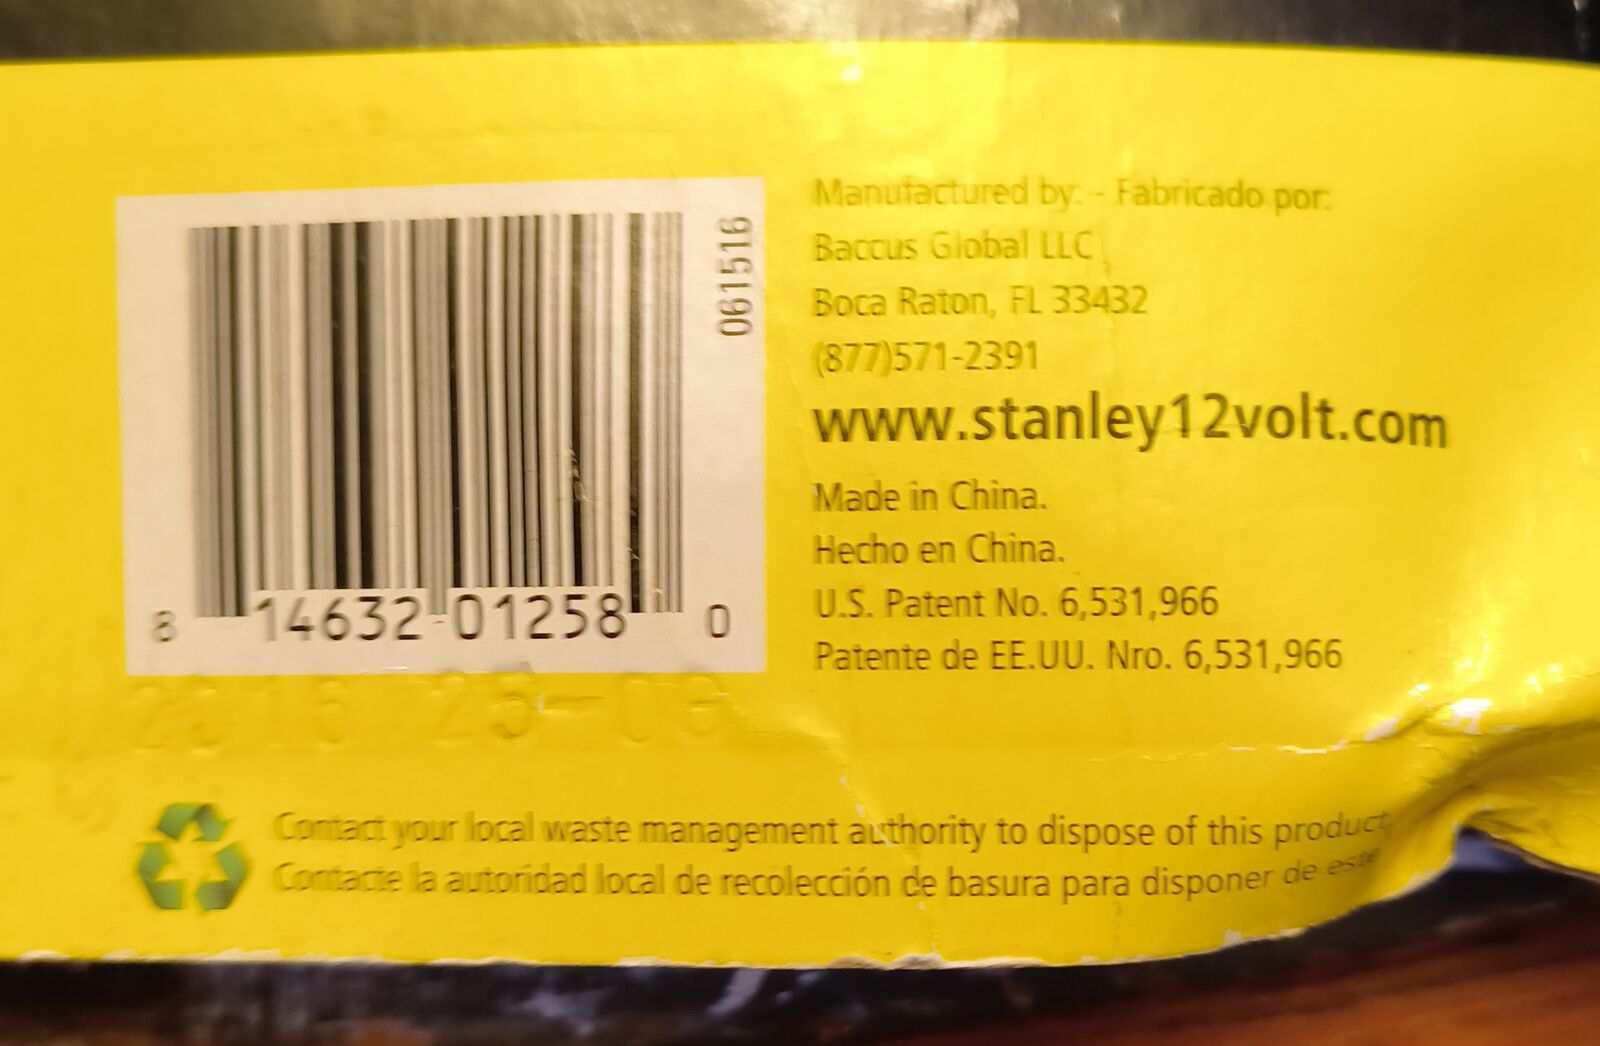 8 14632 01258 0
061516
Manufactured by: - Fabricado por:
Baccus Global LLC
Boca Raton, FL 33432
(877)571-2391
www.stanley12volt.com
Made in China.
Hecho en China.
U.S. Patent No. 6,531,966
Patente de EE.UU. Nro. 6,531,966
2016 25-09
Contact your local waste management authority to dispose of this product
Contacte la autoridad local de recolección de basura para disponer de este